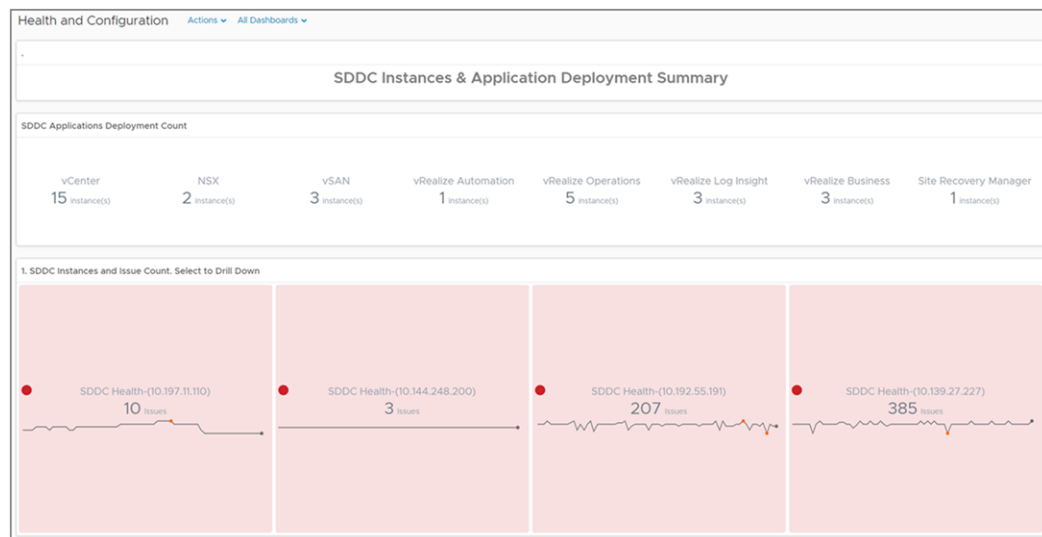 Health and Configuration Actions All Dashboards
-
SDDC Instances & Application Deployment Summary
SDDC Applications Deployment Count
vCenter NSX vSAN vRealize Automation vRealize Operations vRealize Log Insight vRealize Business Site Recovery Manager
15 instance(s) 2 instance(s) 3 instance(s) 1 instance(s) 5 instance(s) 3 instance(s) 3 instance(s) 1 instance(s)
1. SDDC Instances and Issue Count. Select to Drill Down
SDDC Health-(10.197.11.110) SDDC Health-(10.144.248.200) SDDC Health-(10.192.55.191) SDDC Health-(10.139.27.227)
10 Issues 3 Issues 207 Issues 385 Issues